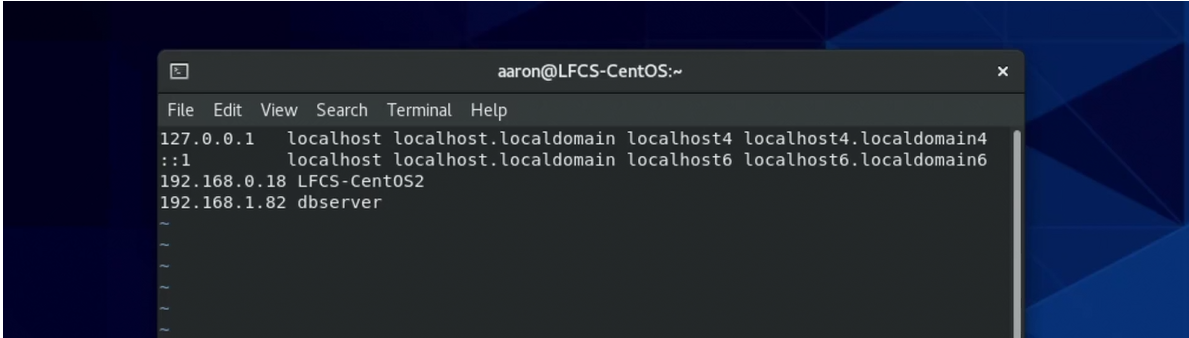 aaron@LFCS-CentOS:~ ×
File Edit View Search Terminal Help
127.0.0.1   localhost localhost.localdomain localhost4 localhost4.localdomain4
::1         localhost localhost.localdomain localhost6 localhost6.localdomain6
192.168.0.18 LFCS-CentOS2
192.168.1.82 dbserver
~
~
~
~
~
~